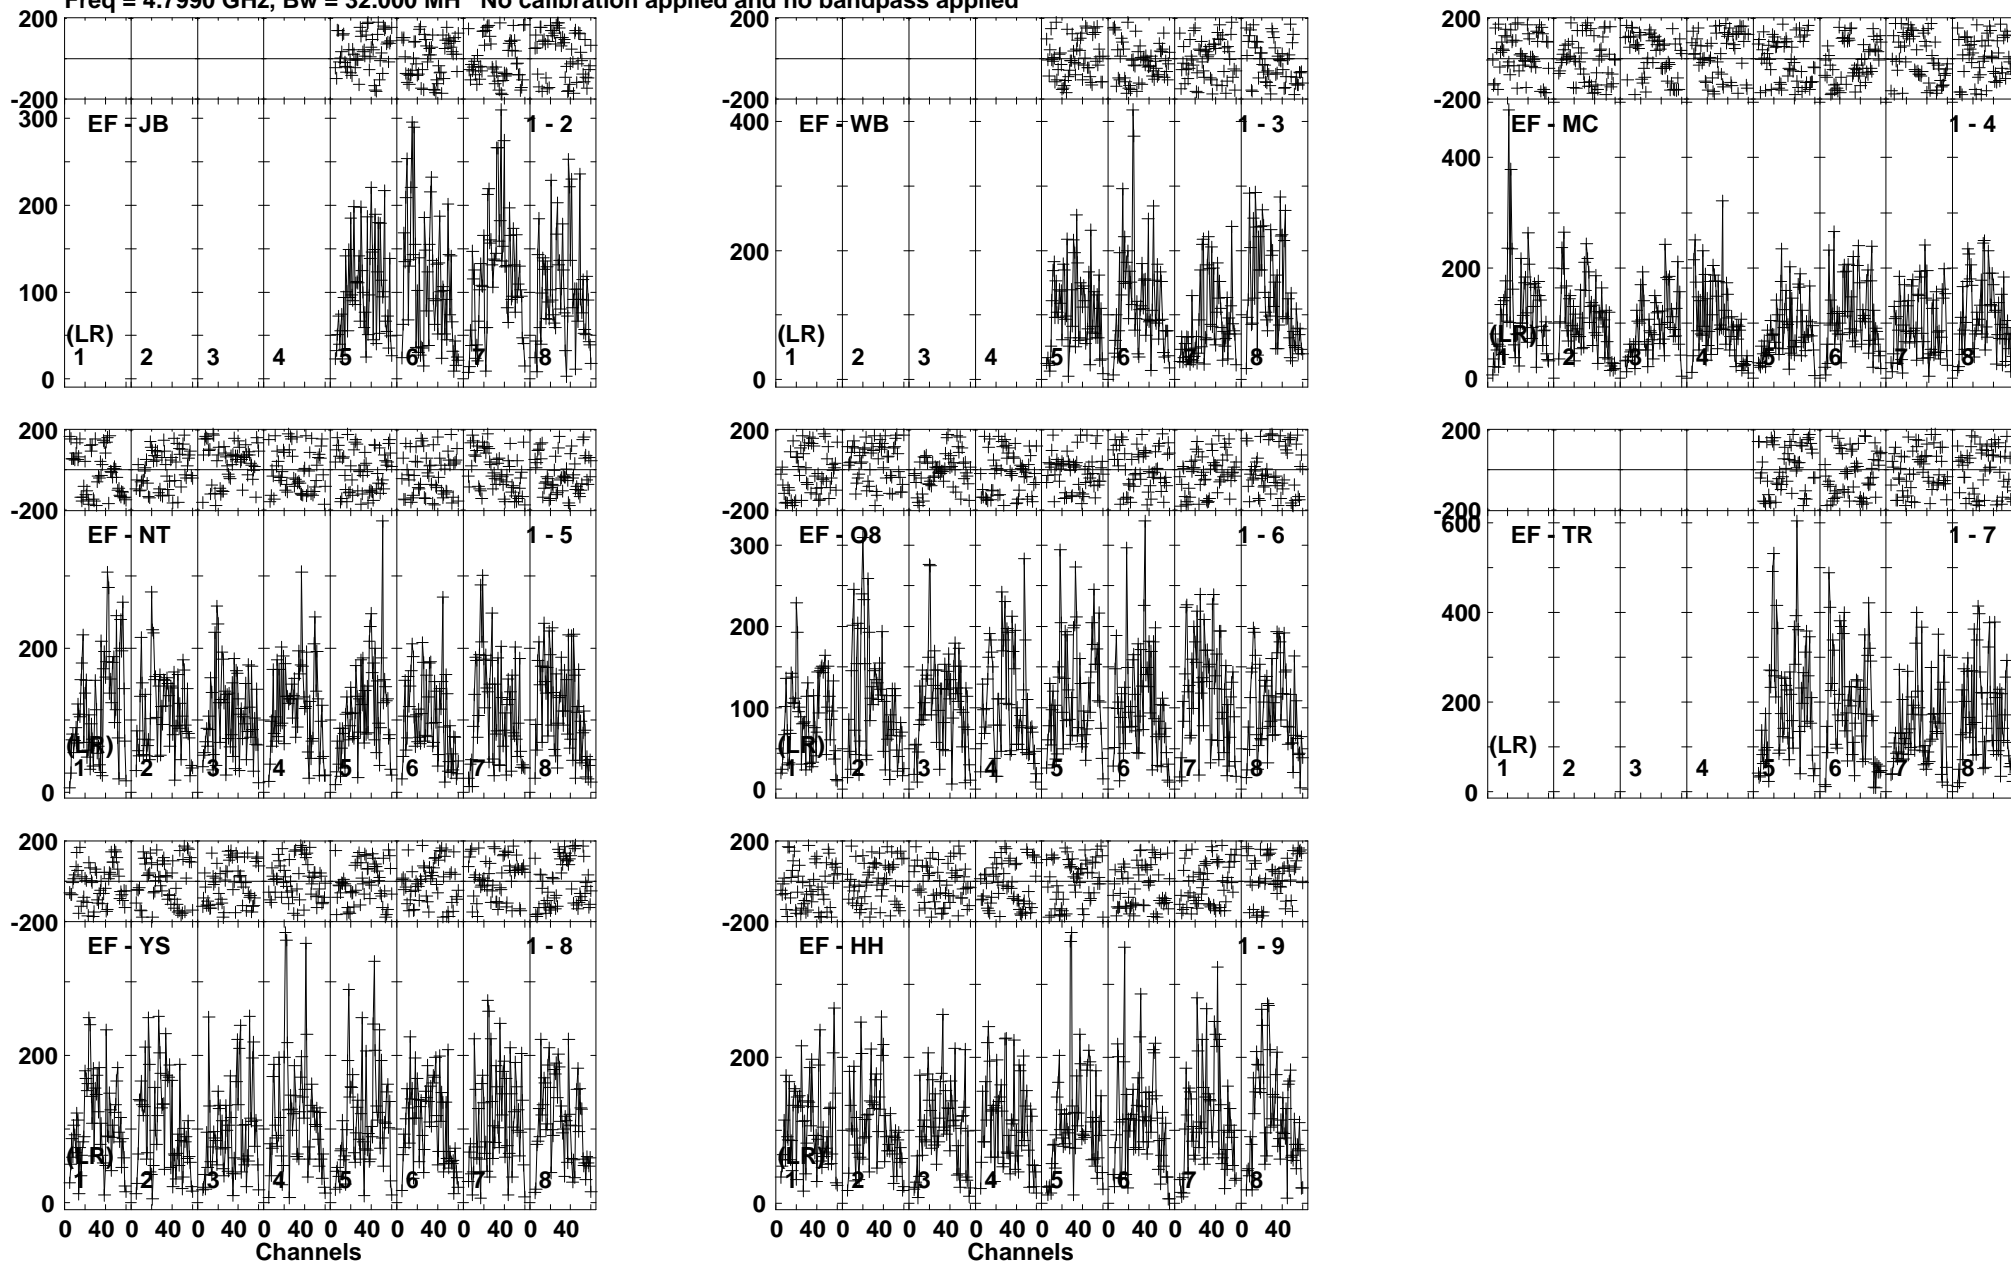 Freq = 4.7990 GHz, Bw = 32.000 MH No calibration applied and no bandpass applied
200
-200
300
200
100
0
EF - JB
1 - 2
(LR)
1 2 3 4 5 6 7 8
200
-200
400
200
0
EF - WB
1 - 3
(LR)
1 2 3 4 5 6 7 8
200
-200
400
200
0
EF - MC
1 - 4
(LR)
1 2 3 4 5 6 7 8
200
-200
200
0
EF - NT
1 - 5
(LR)
1 2 3 4 5 6 7 8
200
-200
300
200
100
0
EF - O8
1 - 6
(LR)
1 2 3 4 5 6 7 8
200
-200
600
400
200
0
EF - TR
1 - 7
(LR)
1 2 3 4 5 6 7 8
200
-200
200
0
EF - YS
1 - 8
(LR)
1 2 3 4 5 6 7 8
0 40 0 40 0 40 0 40 0 40 0 40 0 40 0 40
Channels
200
-200
200
0
EF - HH
1 - 9
(LR)
1 2 3 4 5 6 7 8
0 40 0 40 0 40 0 40 0 40 0 40 0 40 0 40
Channels